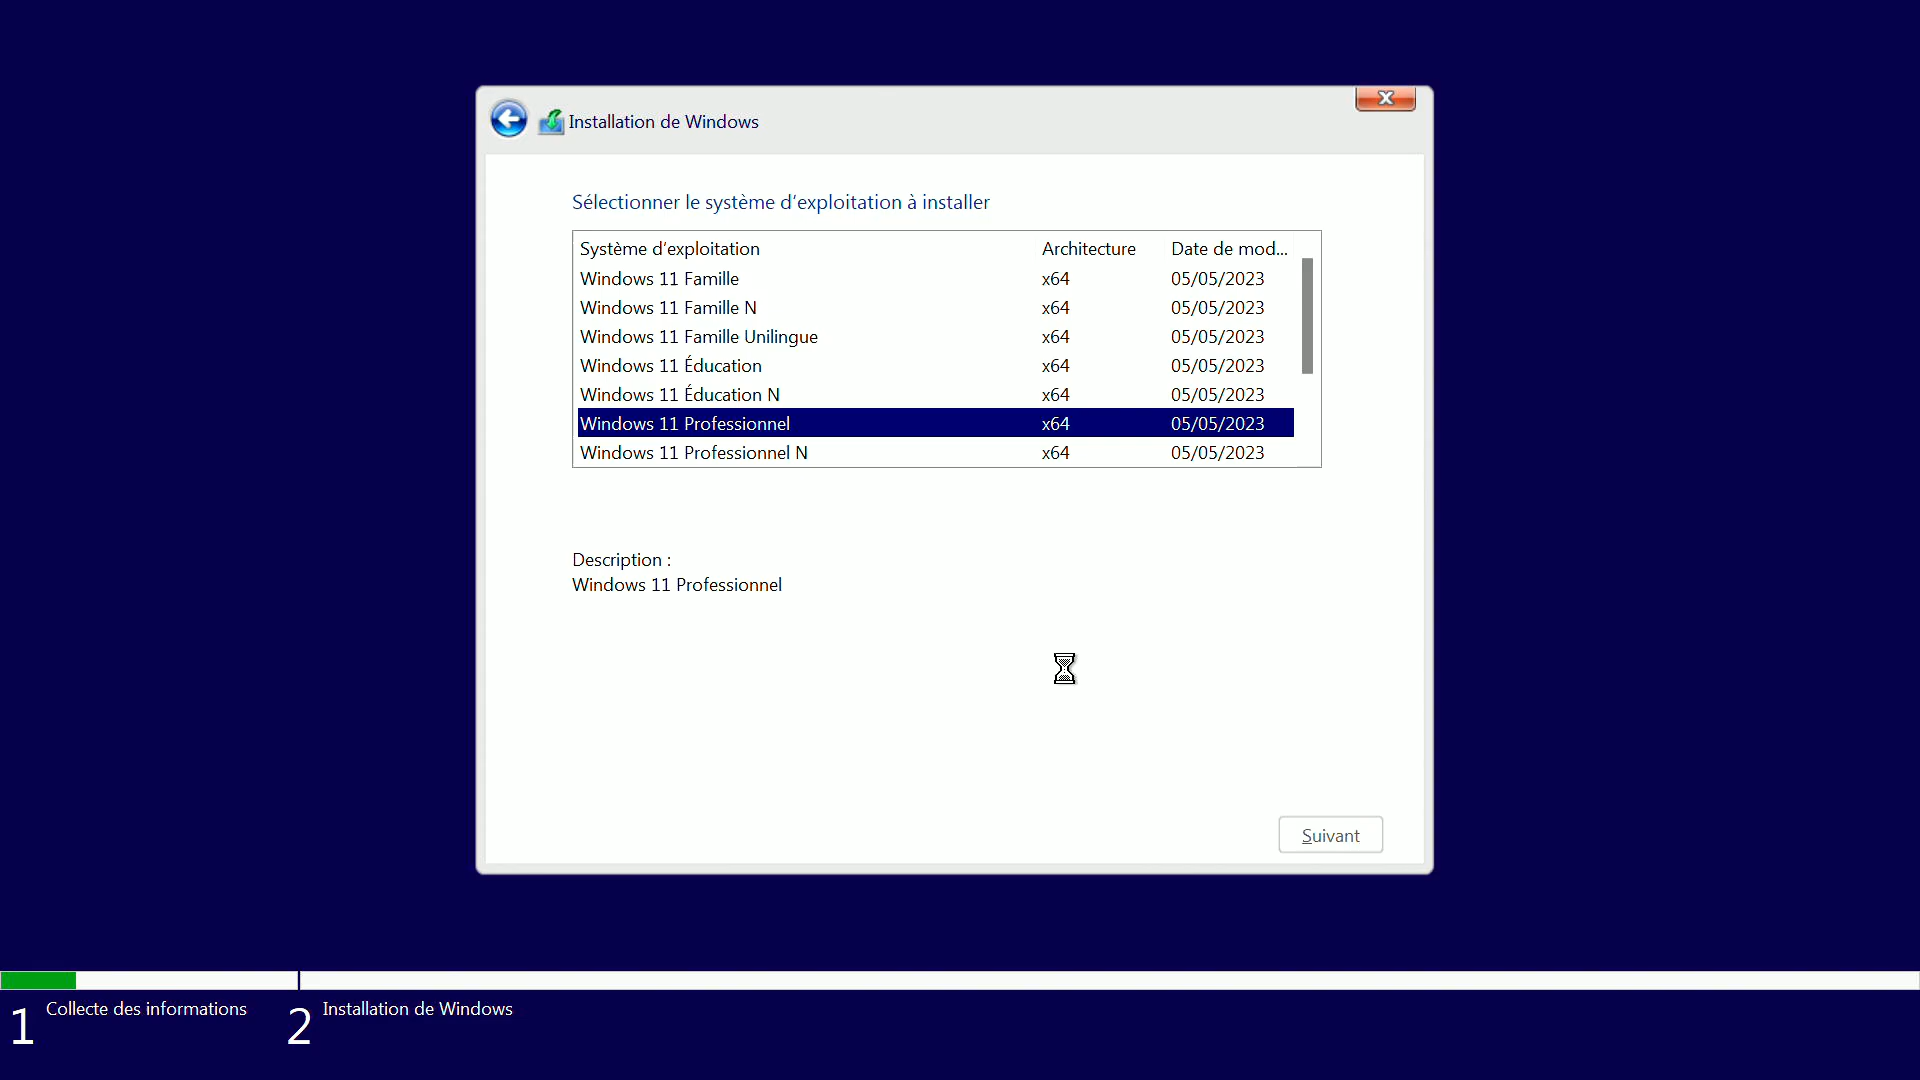 Installation de Windows
Sélectionner le système d'exploitation à installer
Système d'exploitation Architecture Date de mod...
Windows 11 Famille x64 05/05/2023
Windows 11 Famille N x64 05/05/2023
Windows 11 Famille Unilingue x64 05/05/2023
Windows 11 Éducation x64 05/05/2023
Windows 11 Éducation N x64 05/05/2023
Windows 11 Professionnel x64 05/05/2023
Windows 11 Professionnel N x64 05/05/2023
Description :
Windows 11 Professionnel
Suivant
1 Collecte des informations 2 Installation de Windows